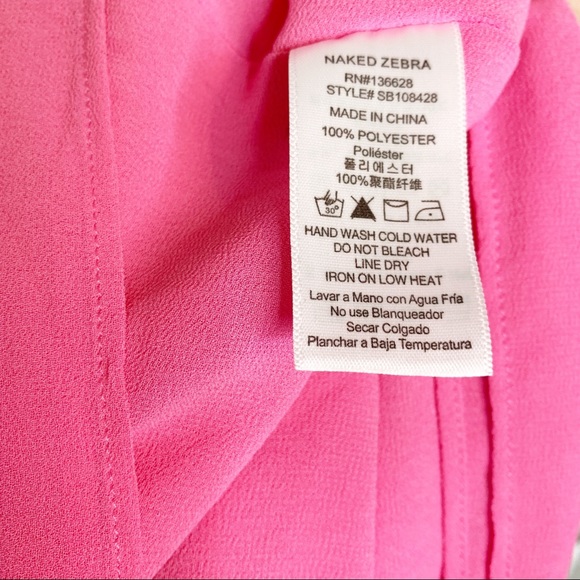 NAKED ZEBRA
RN#136628
STYLE# SB108428
MADE IN CHINA
100% POLYESTER
Poliéster
폴리에스터
100%聚酯纤维
30°
HAND WASH COLD WATER
DO NOT BLEACH
LINE DRY
IRON ON LOW HEAT
Lavar a Mano con Agua Fría
No use Blanqueador
Secar Colgado
Planchar a Baja Temperatura